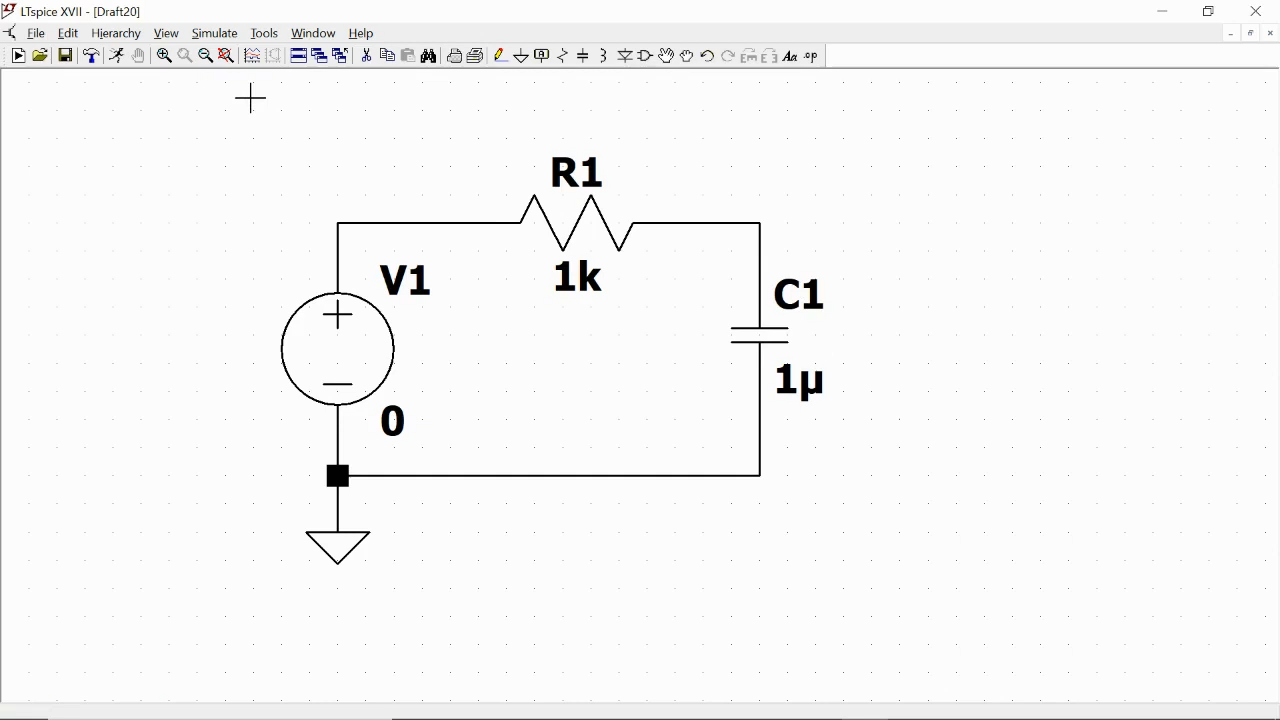 LTspice XVII - [Draft20]
File Edit Hierarchy View Simulate Tools Window Help
R1
1k
V1
0
C1
1µ